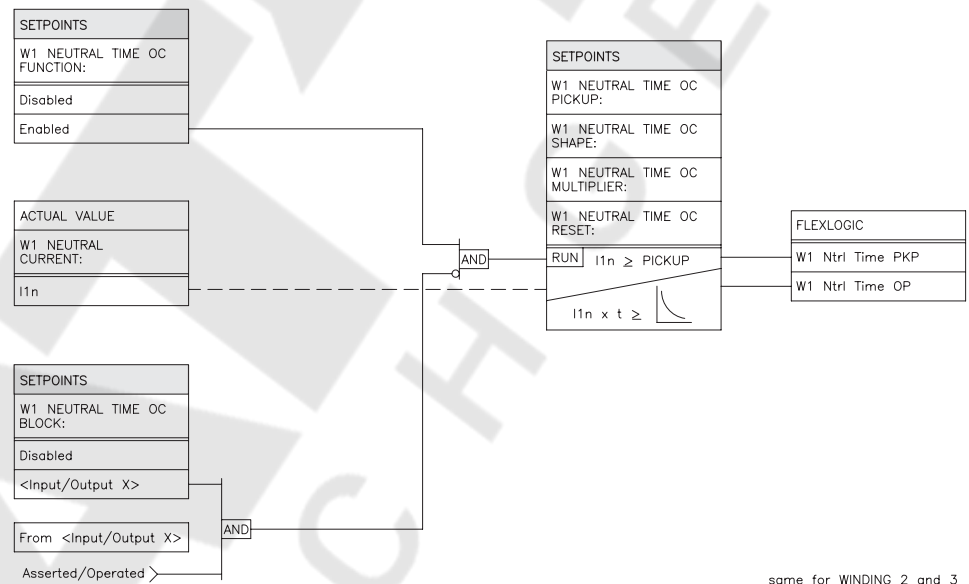 SETPOINTS
W1 NEUTRAL TIME OC
FUNCTION:
Disabled
Enabled
ACTUAL VALUE
W1 NEUTRAL
CURRENT:
I1n
SETPOINTS
W1 NEUTRAL TIME OC
BLOCK:
Disabled
<Input/Output X>
From <Input/Output X>
Asserted/Operated
AND
AND
SETPOINTS
W1 NEUTRAL TIME OC
PICKUP:
W1 NEUTRAL TIME OC
SHAPE:
W1 NEUTRAL TIME OC
MULTIPLIER:
W1 NEUTRAL TIME OC
RESET:
RUN I1n ≥ PICKUP
I1n x t ≥
FLEXLOGIC
W1 Ntrl Time PKP
W1 Ntrl Time OP
same for WINDING 2 and 3